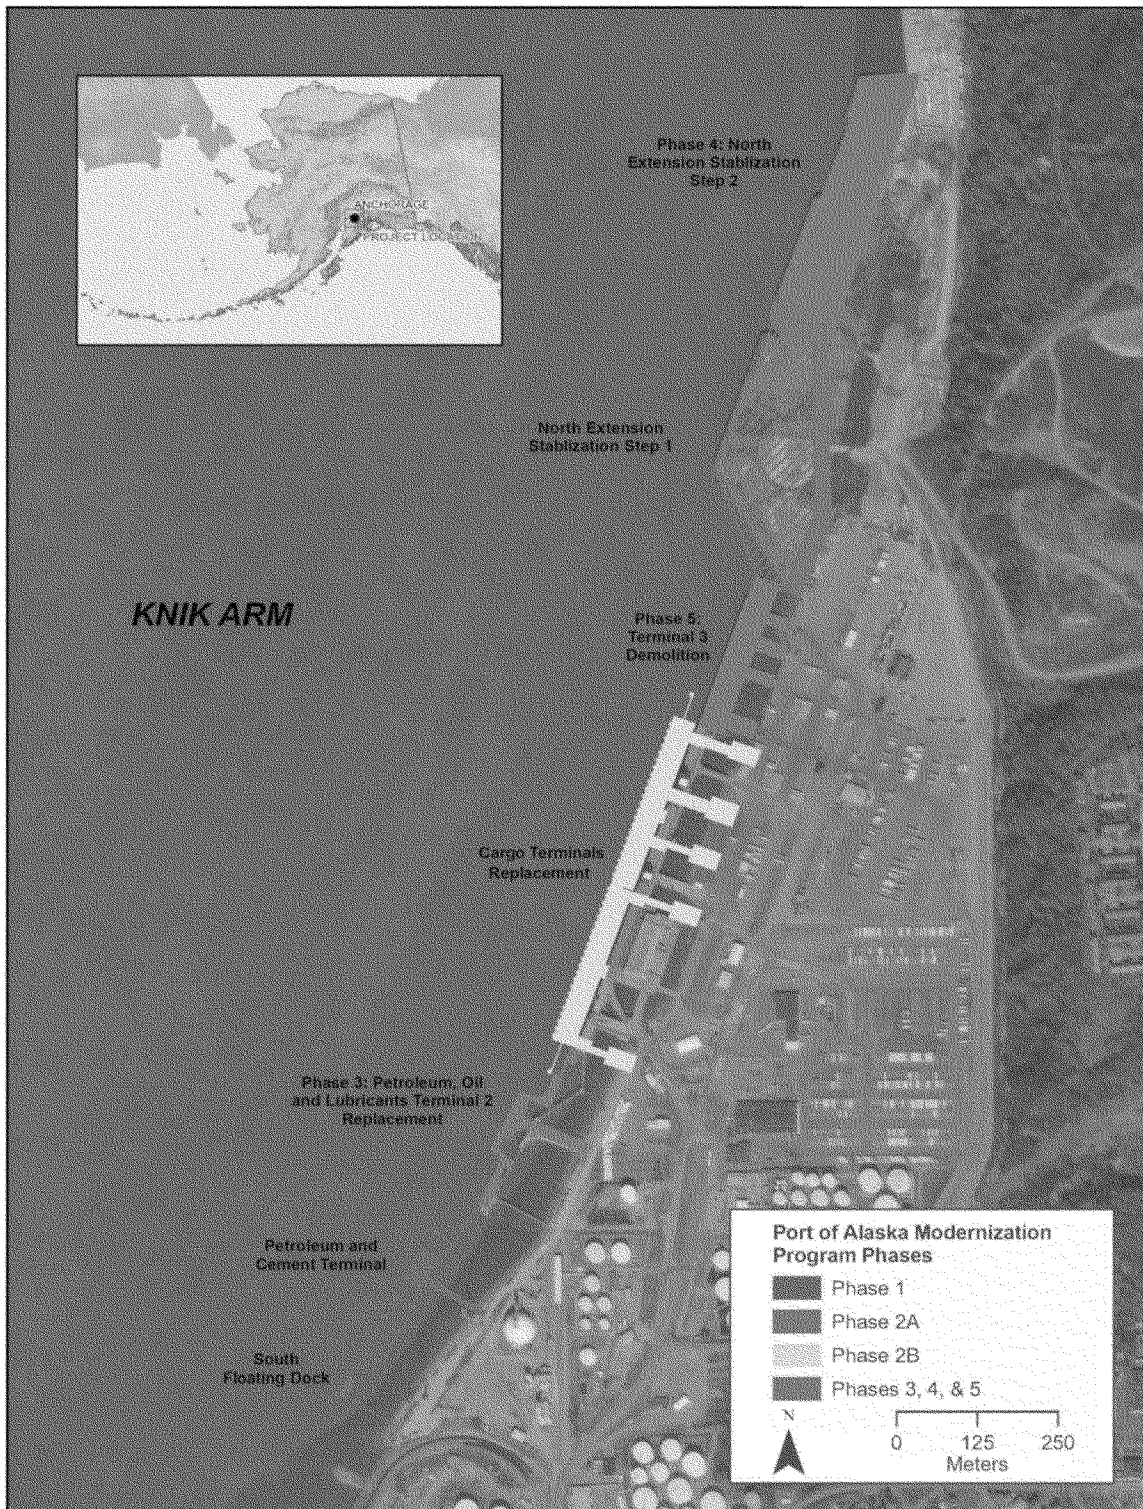 Phase 4: North
Extension Stablization
Step 2
ANCHORAGE
PROJECT LOCATION
North Extension
Stablization Step 1
KNIK ARM
Phase 5:
Terminal 3
Demolition
Cargo Terminals
Replacement
Phase 3: Petroleum, Oil
and Lubricants Terminal 2
Replacement
Petroleum and
Cement Terminal
South
Floating Dock
Port of Alaska Modernization
Program Phases
Phase 1
Phase 2A
Phase 2B
Phases 3, 4, & 5
N
0 125 250
Meters